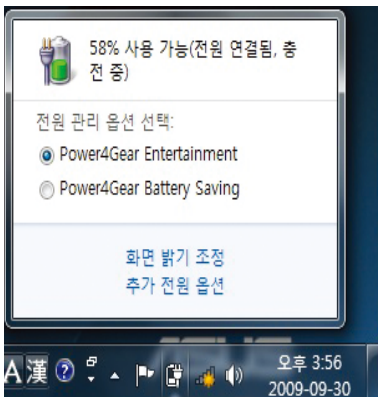 58% 사용 가능(전원 연결됨, 충
전 중)
전원 관리 옵션 선택:
Power4Gear Entertainment
Power4Gear Battery Saving
화면 밝기 조정
추가 전원 옵션
A 漢 ?
오후 3:56
2009-09-30